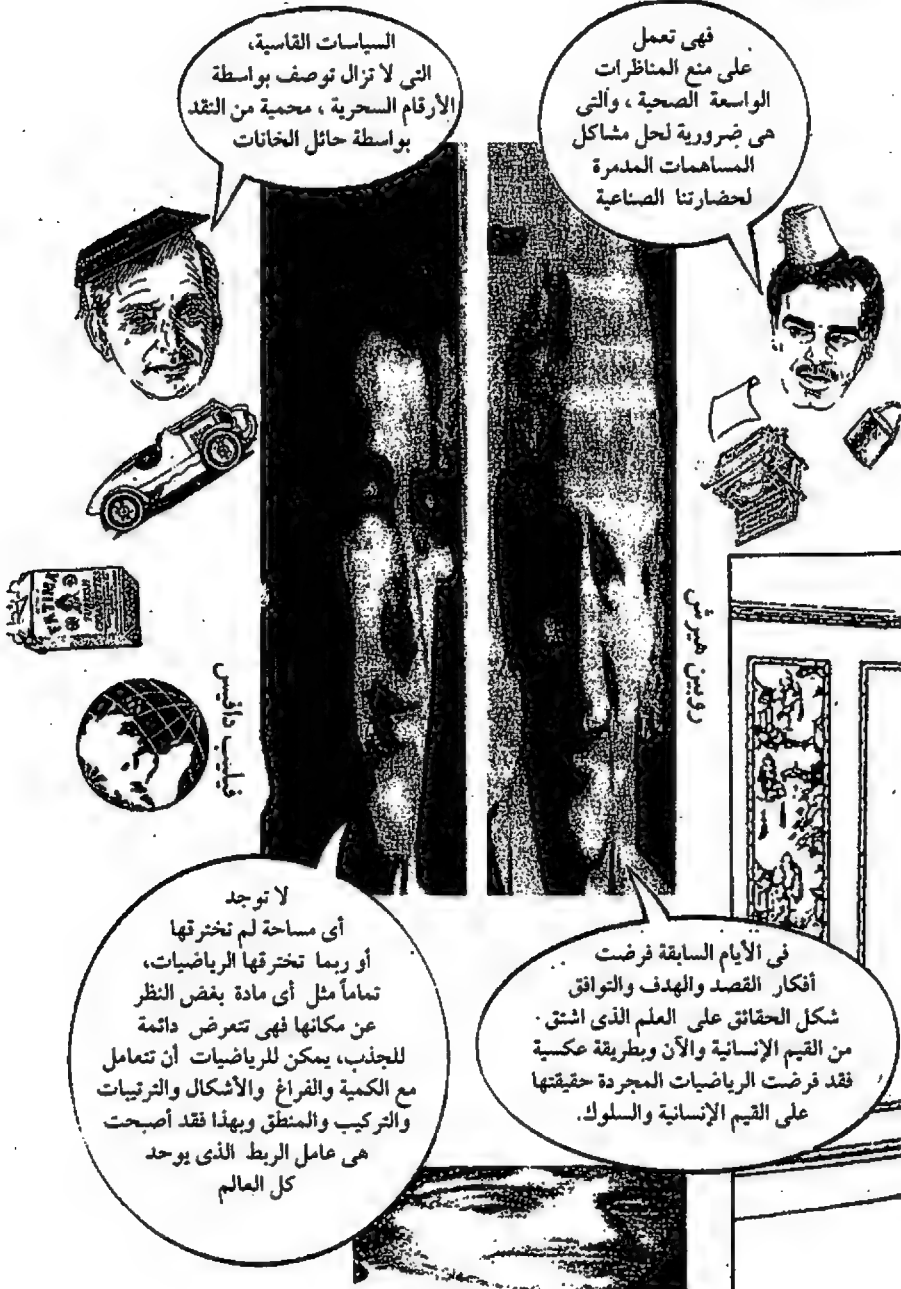 فهى تعمل
على منع المناظرات
الواسعة الصحية ، والتى
هى ضرورية لحل مشاكل
المساهمات المدمرة
لحضارتنا الصناعية
السياسات القاسية،
التى لا تزال توصف بواسطة
الأرقام السحرية ، محمية من النقد
بواسطة حائل الخانات
روبين هيرش
فيليب دافيس
FATIMA
فى الأيام السابقة فرضت
أفكار القصد والهدف والتوافق
شكل الحقائق على العلم الذى اشتق
من القيم الإنسانية والآن وبطريقة عكسية
فقد فرضت الرياضيات المجردة حقيقتها
على القيم الإنسانية والسلوك.
لا توجد
أى مساحة لم تخترقها
أو ربما تخترقها الرياضيات،
تماماً مثل أى مادة بغض النظر
عن مكانها فهى تتعرض دائمة
للجذب، يمكن للرياضيات أن تتعامل
مع الكمية والفراغ والأشكال والترتيبات
والتركيب والمنطق وبهذا فقد أصبحت
هى عامل الربط الذى يوحد
كل العالم